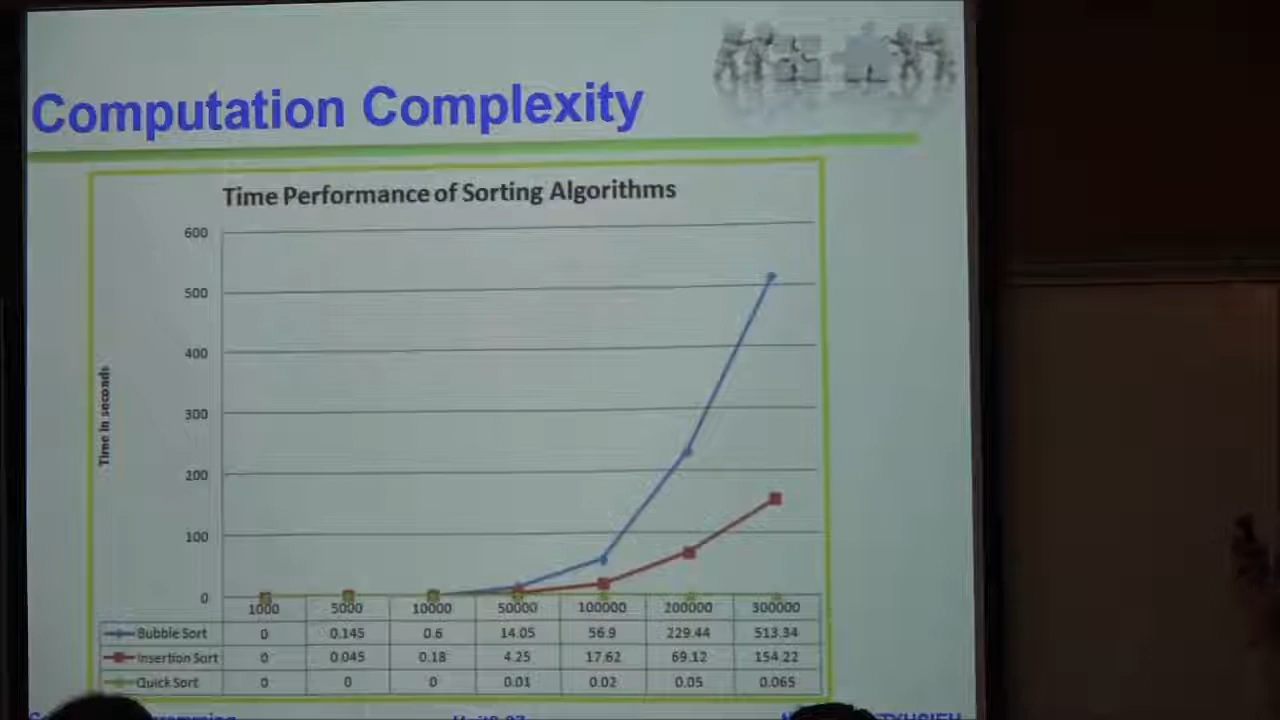 Computation Complexity
Time Performance of Sorting Algorithms
600
500
400
300
200
100
0
Time in seconds
1000 5000 10000 50000 100000 200000 300000
Bubble Sort 0 0.145 0.6 14.05 56.9 229.44 513.34
Insertion Sort 0 0.045 0.18 4.25 17.62 69.12 154.22
Quick Sort 0 0 0 0.01 0.02 0.05 0.065